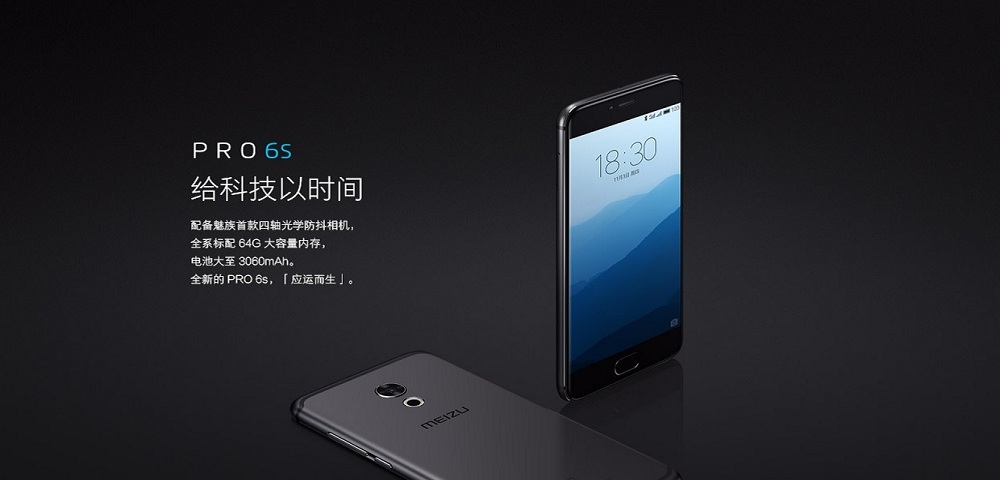 PRO 6s
给科技以时间
配备魅族首款四轴光学防抖相机，
全系标配 64G 大容量内存，
电池大至 3060mAh。
全新的 PRO 6s，「应运而生」。
100
18:30
MEIZU